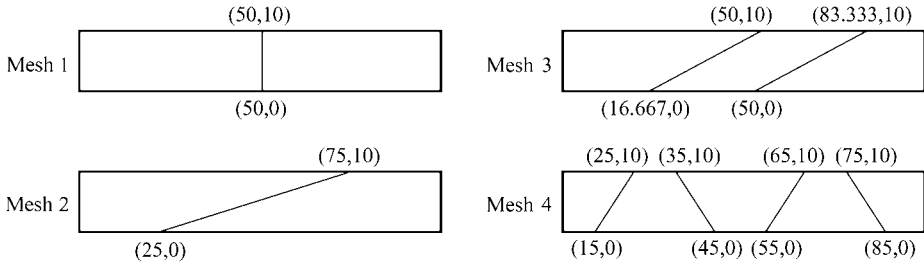 (50,10)
Mesh 1
(50,0)
(50,10) (83.333,10)
Mesh 3
(16.667,0) (50,0)
(75,10)
Mesh 2
(25,0)
(25,10) (35,10) (65,10) (75,10)
Mesh 4
(15,0) (45,0) (55,0) (85,0)